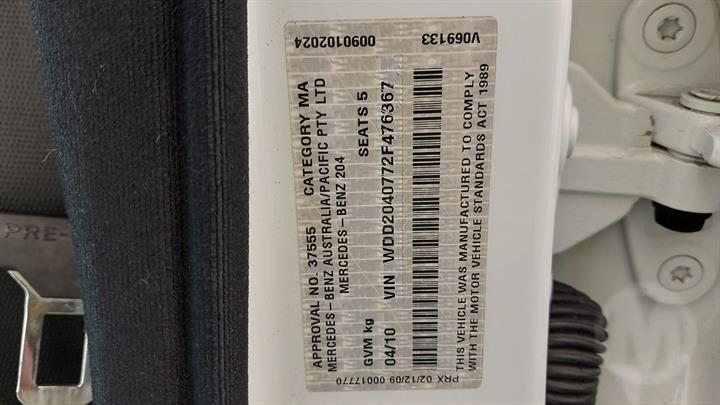 0090102024 V069133
APPROVAL NO. 37555 CATEGORY MA
MERCEDES-BENZ AUSTRALIA/PACIFIC PTY LTD
MERCEDES-BENZ 204
GVM kg SEATS 5
04/10 VIN WDD2040772F476367
THIS VEHICLE WAS MANUFACTURED TO COMPLY
WITH THE MOTOR VEHICLE STANDARDS ACT 1989
PRX 02/12/09 00017770
PRE-